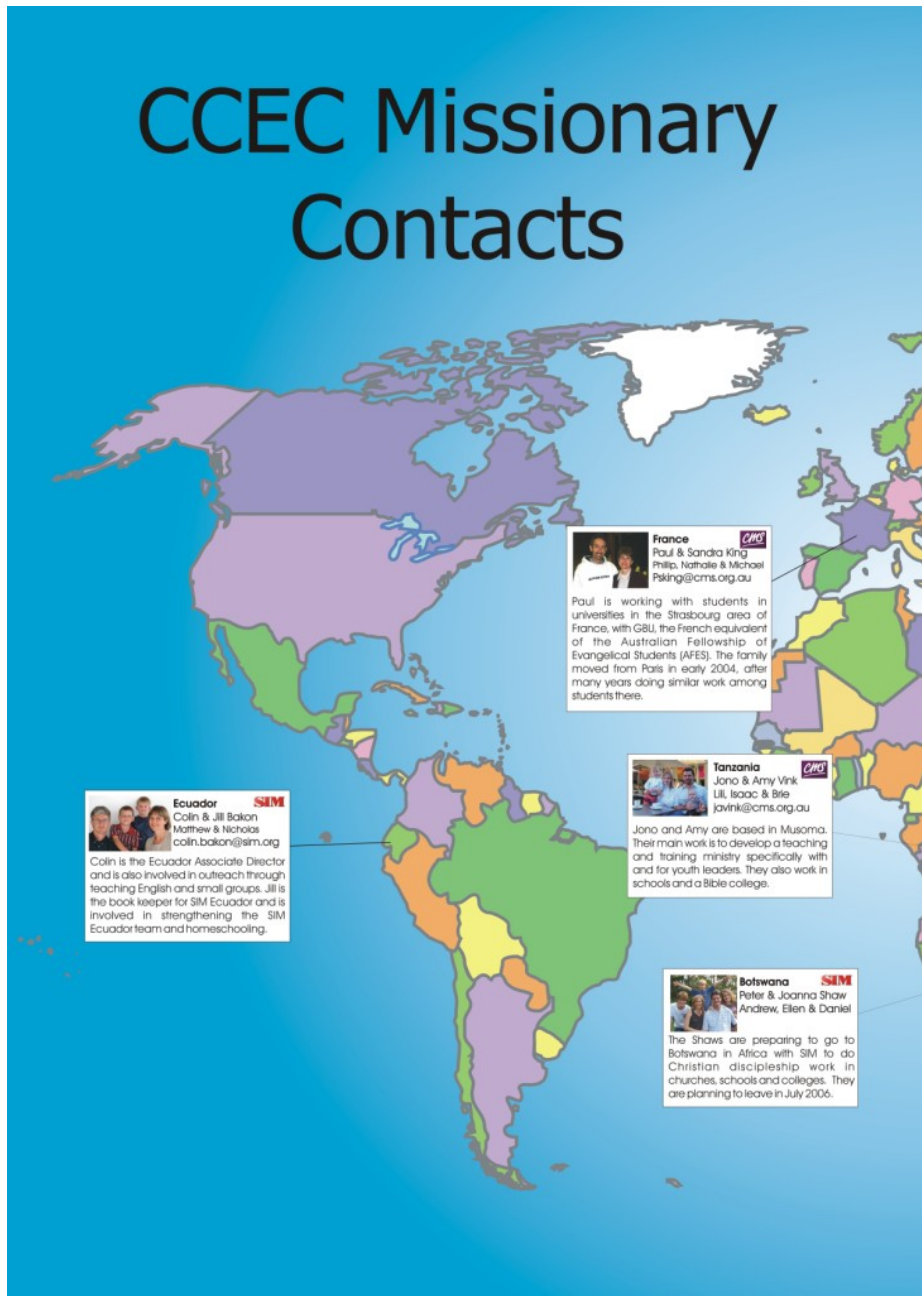 CCEC Missionary
Contacts
France
CMS
Paul & Sandra King
Phillip, Nathalie & Michael
Psking@cms.org.au
Paul is working with students in
universities in the Strasbourg area of
France, with GBU, the French equivalent
of the Australian Fellowship of
Evangelical Students (AFES). The family
moved from Paris in early 2004, after
many years doing similar work among
students there.
Tanzania
CMS
Jono & Amy Vink
Lili, Isaac & Brie
javink@cms.org.au
Jono and Amy are based in Musoma.
Their main work is to develop a teaching
and training ministry specifically with
and for youth leaders. They also work in
schools and a Bible college.
Ecuador
SIM
Colin & Jill Bakon
Matthew & Nicholas
colin.bakon@sim.org
Colin is the Ecuador Associate Director
and is also involved in outreach through
teaching English and small groups. Jill is
the book keeper for SIM Ecuador and is
involved in strengthening the SIM
Ecuador team and homeschooling.
Botswana
SIM
Peter & Joanna Shaw
Andrew, Ellen & Daniel
The Shaws are preparing to go to
Botswana in Africa with SIM to do
Christian discipleship work in
churches, schools and colleges. They
are planning to leave in July 2006.